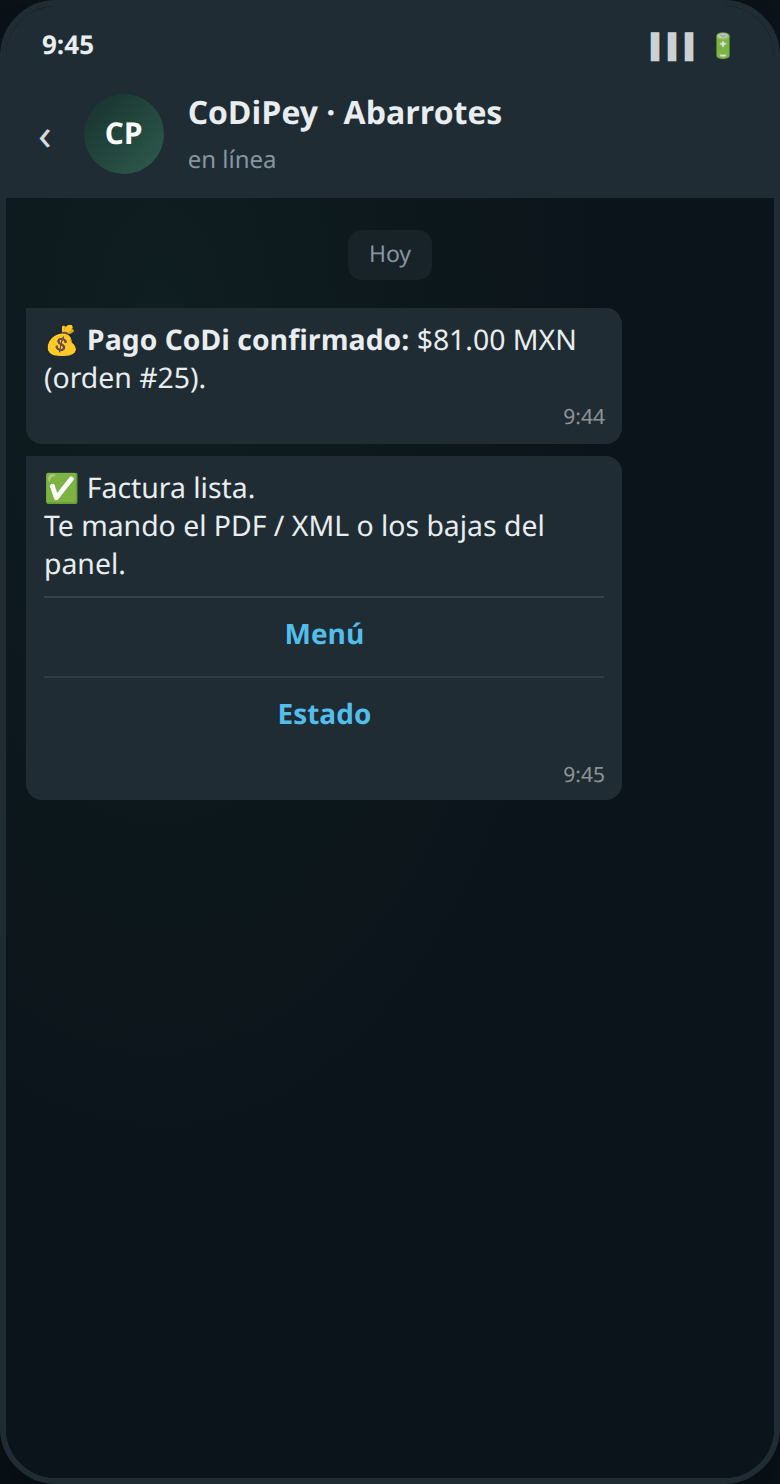 9:45
‹
CP
CoDiPey · Abarrotes
en línea
Hoy
💰 Pago CoDi confirmado: $81.00 MXN
(orden #25).
9:44
✅ Factura lista.
Te mando el PDF / XML o los bajas del
panel.
Menú
Estado
9:45